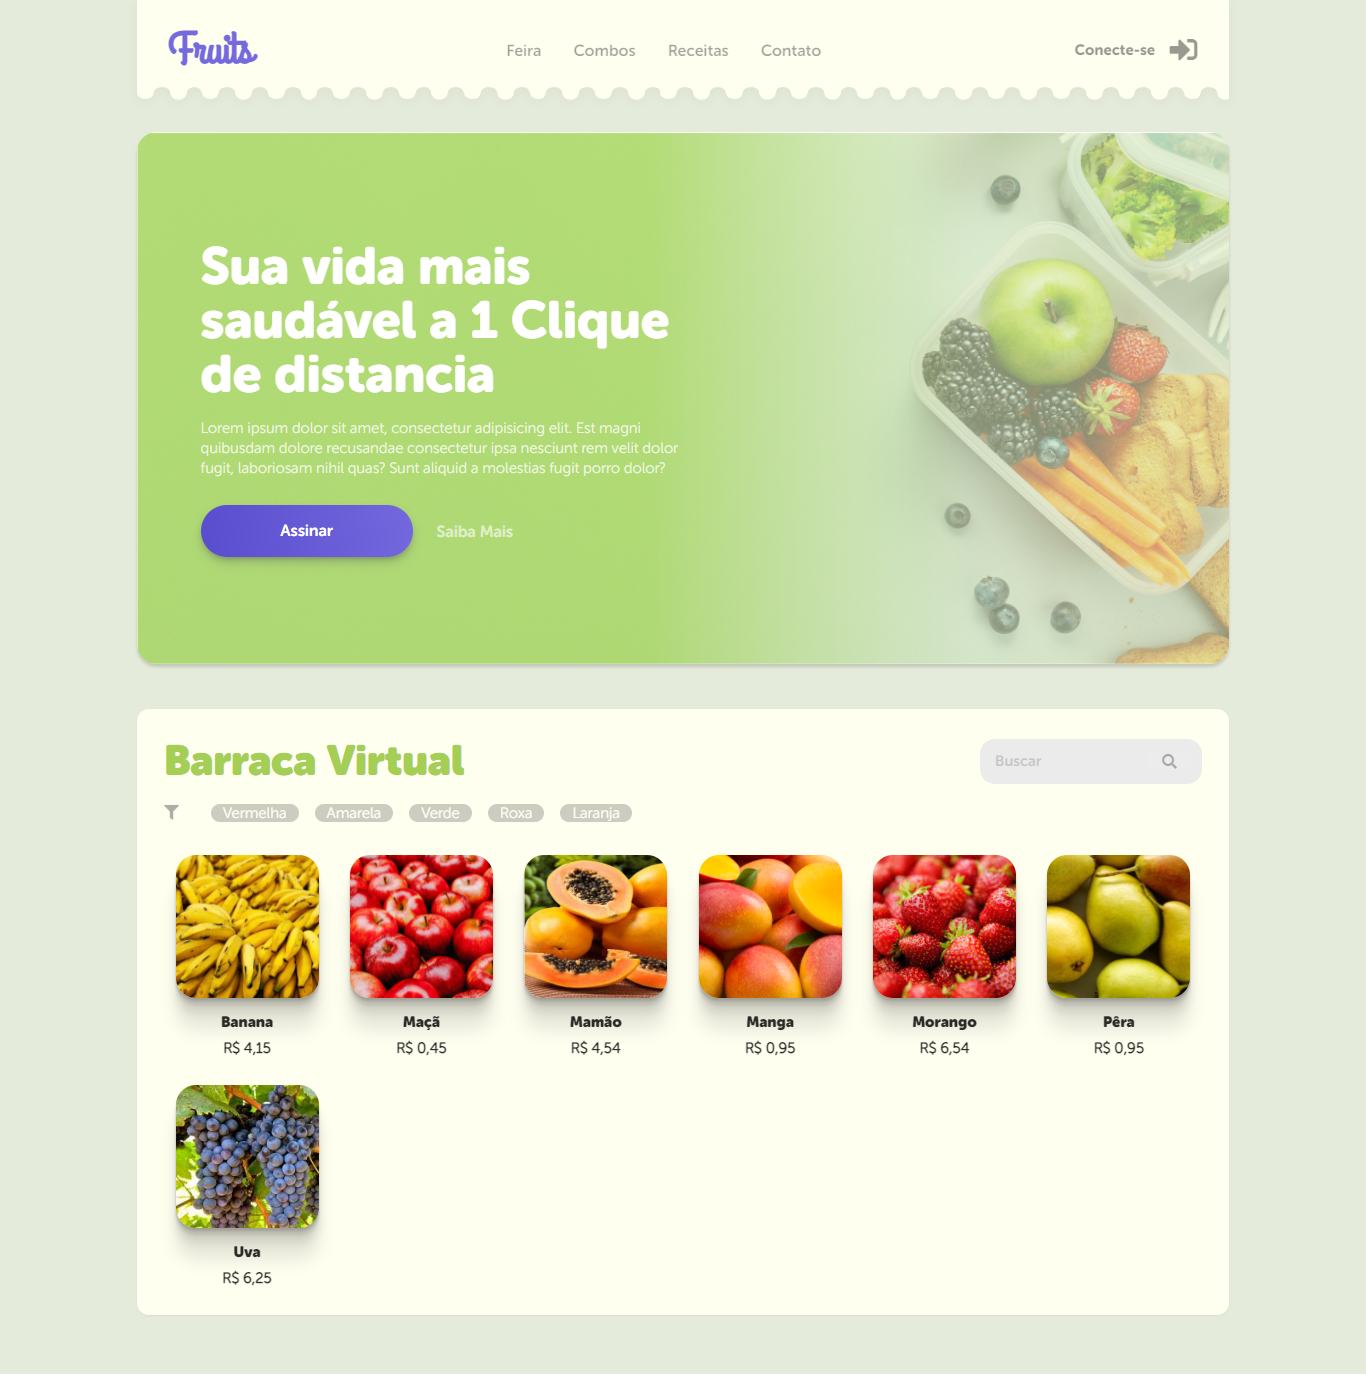 Fruits
Feira Combos Receitas Contato
Conecte-se
Sua vida mais
saudável a 1 Clique
de distancia
Lorem ipsum dolor sit amet, consectetur adipisicing elit. Est magni
quibusdam dolore recusandae consectetur ipsa nesciunt rem velit dolor
fugit, laboriosam nihil quas? Sunt aliquid a molestias fugit porro dolor?
Assinar Saiba Mais
Barraca Virtual
Buscar
Vermelha Amarela Verde Roxa Laranja
Banana Maçã Mamão Manga Morango Pêra
R$ 4,15 R$ 0,45 R$ 4,54 R$ 0,95 R$ 6,54 R$ 0,95
Uva
R$ 6,25